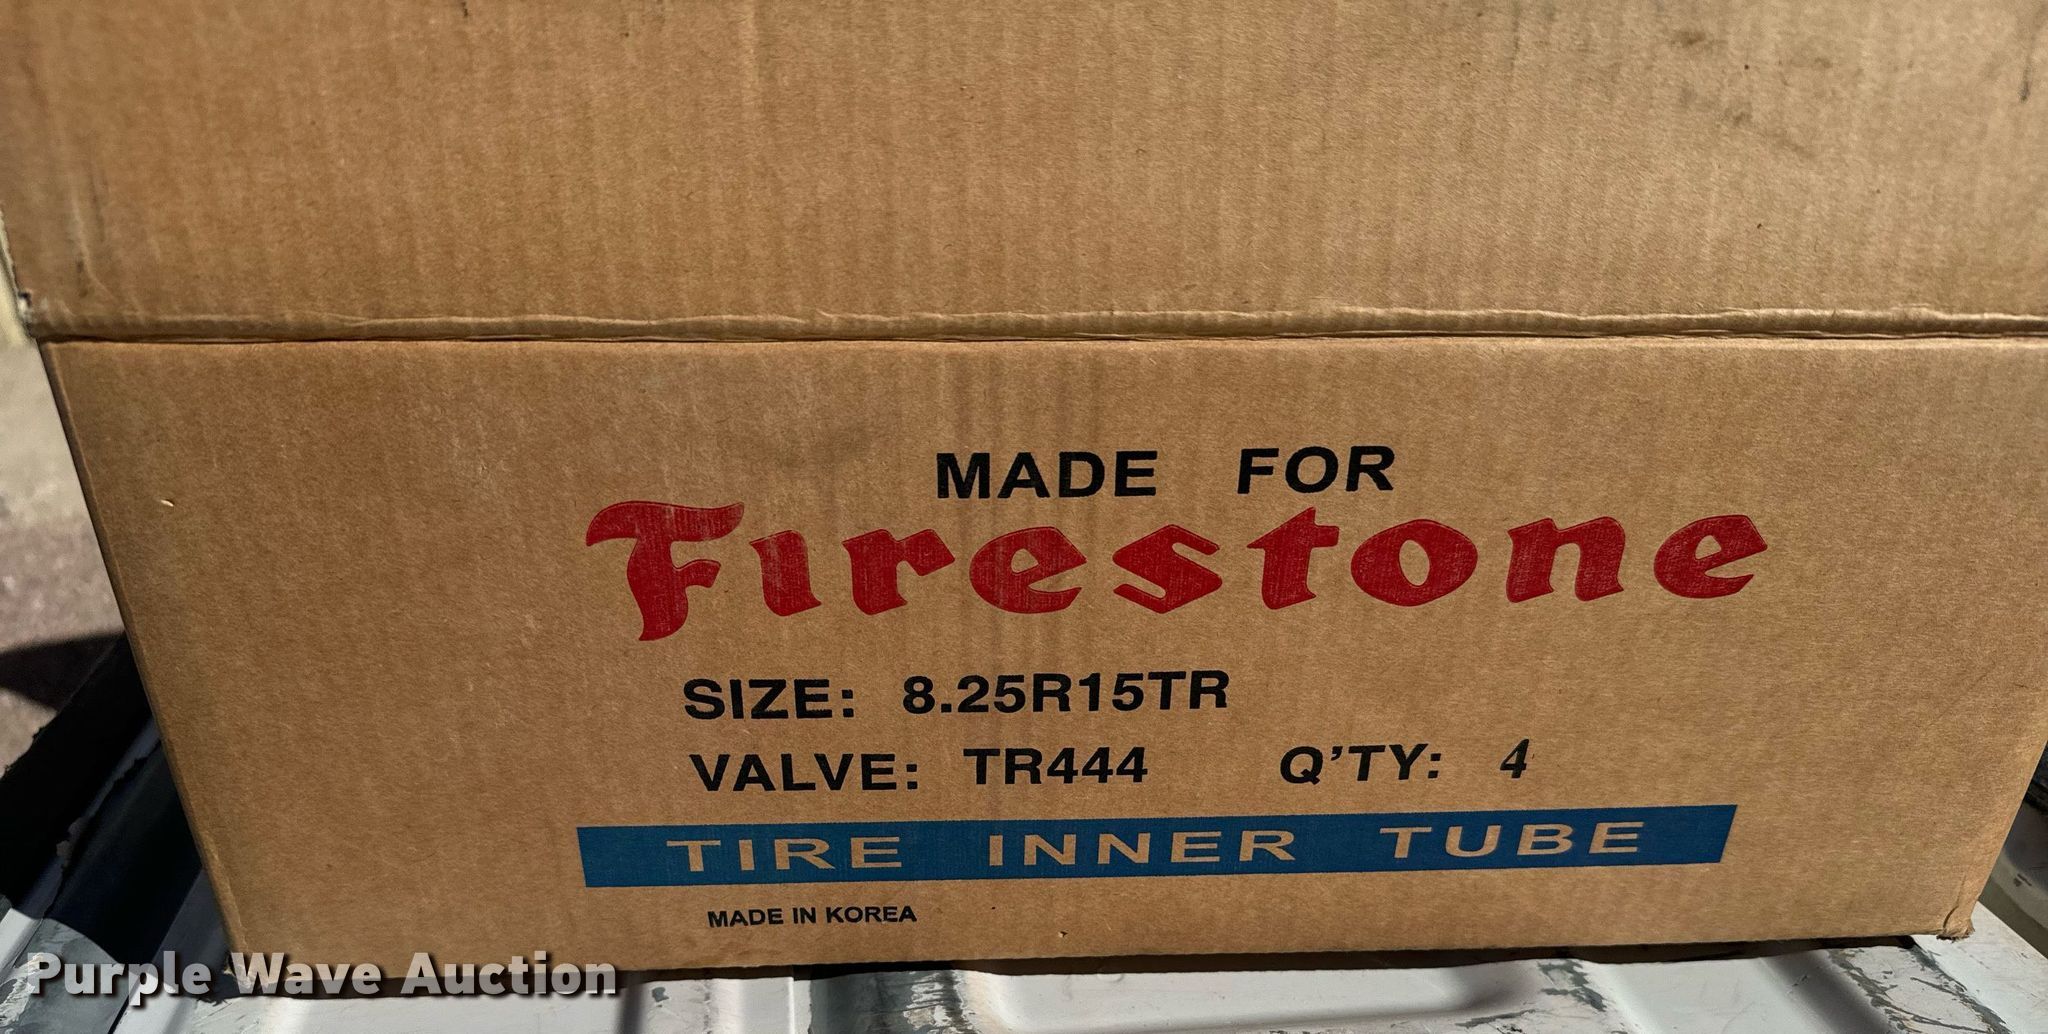 MADE FOR
Firestone
SIZE: 8.25R15TR
VALVE: TR444 Q'TY: 4
TIRE INNER TUBE
MADE IN KOREA
Purple Wave Auction